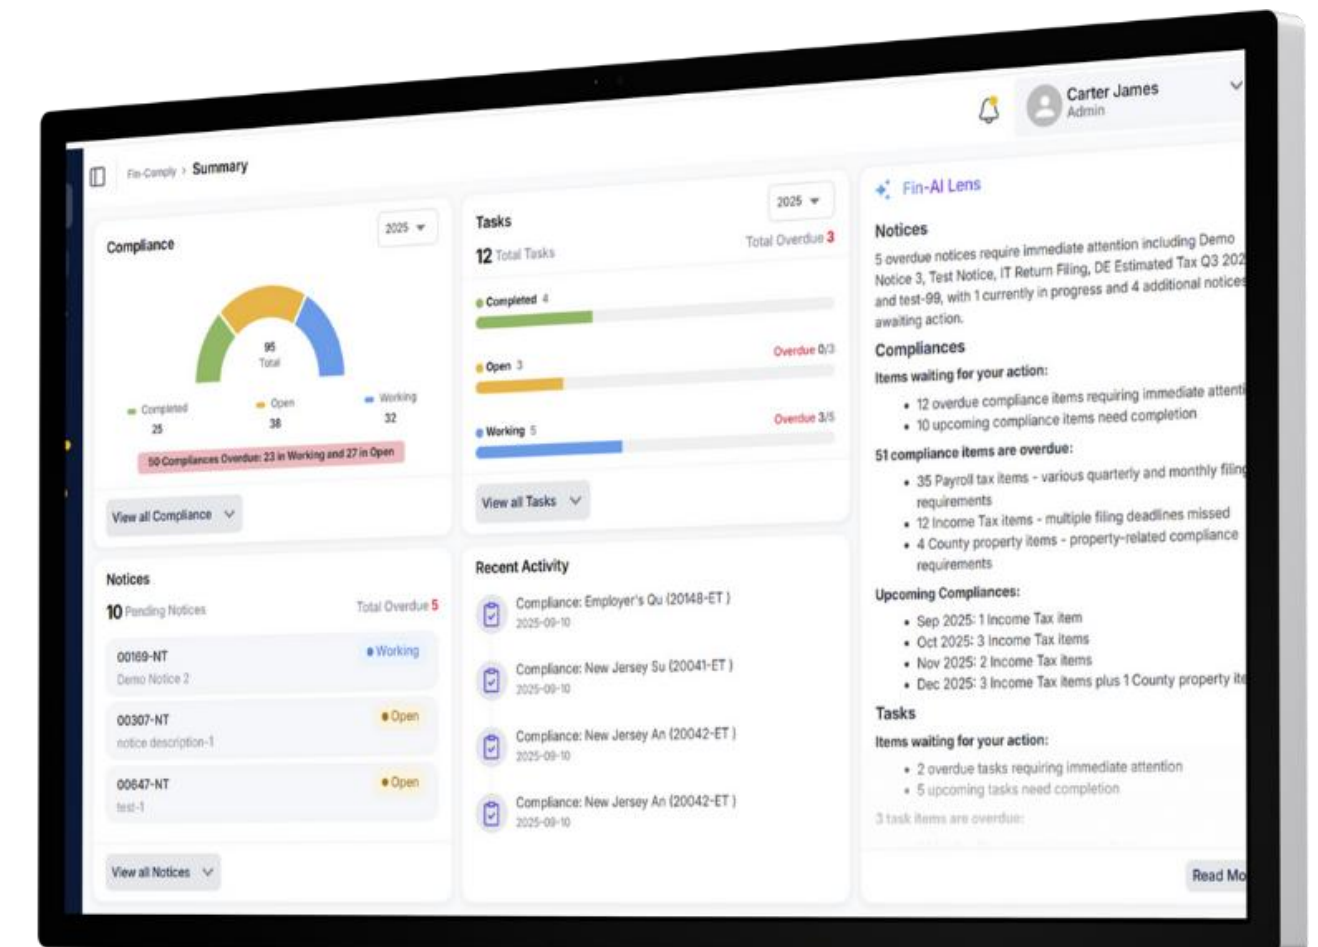 Carter James
Admin
Fin-Comply > Summary
Compliance
2025
95
Total
Completed
25
Open
38
Working
32
50 Compliances Overdue: 23 in Working and 27 in Open
View all Compliance
Tasks
2025
12 Total Tasks
Total Overdue 3
Completed 4
Open 3
Overdue 0/3
Working 5
Overdue 3/5
View all Tasks
Notices
10 Pending Notices
Total Overdue 5
00169-NT
Working
Demo Notice 2
00307-NT
Open
notice description-1
00647-NT
Open
test-1
View all Notices
Recent Activity
Compliance: Employer's Qu (20148-ET )
2025-09-10
Compliance: New Jersey Su (20041-ET )
2025-09-10
Compliance: New Jersey An (20042-ET )
2025-09-10
Compliance: New Jersey An (20042-ET )
2025-09-10
Fin-AI Lens
Notices
5 overdue notices require immediate attention including Demo
Notice 3, Test Notice, IT Return Filing, DE Estimated Tax Q3 202
and test-99, with 1 currently in progress and 4 additional notices
awaiting action.
Compliances
Items waiting for your action:
• 12 overdue compliance items requiring immediate attenti
• 10 upcoming compliance items need completion
51 compliance items are overdue:
• 35 Payroll tax items - various quarterly and monthly filing
requirements
• 12 Income Tax items - multiple filing deadlines missed
• 4 County property items - property-related compliance
requirements
Upcoming Compliances:
• Sep 2025: 1 Income Tax item
• Oct 2025: 3 Income Tax items
• Nov 2025: 2 Income Tax items
• Dec 2025: 3 Income Tax items plus 1 County property ite
Tasks
Items waiting for your action:
• 2 overdue tasks requiring immediate attention
• 5 upcoming tasks need completion
3 task items are overdue:
Read Mo